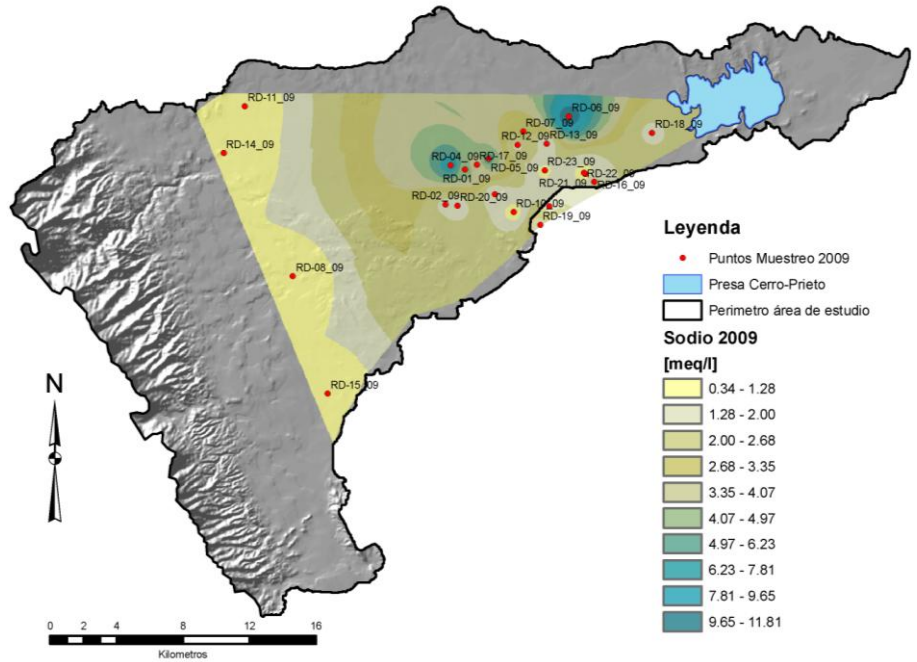 RD-11_09
RD-14_09
RD-06_09
RD-07_09
RD-12_09
RD-13_09
RD-18_09
RD-04_09
RD-17_09
RD-05_09
RD-01_09
RD-23_09
RD-22_09
RD-21_09
RD-16_09
RD-02_09
RD-20_09
RD-19_09
RD-08_09
RD-15_09
Leyenda
Puntos Muestreo 2009
Presa Cerro-Prieto
Perimetro área de estudio
Sodio 2009
[meq/l]
0.34 - 1.28
1.28 - 2.00
2.00 - 2.68
2.68 - 3.35
3.35 - 4.07
4.07 - 4.97
4.97 - 6.23
6.23 - 7.81
7.81 - 9.65
9.65 - 11.81
N
0 2 4 8 12 16
Kilometros